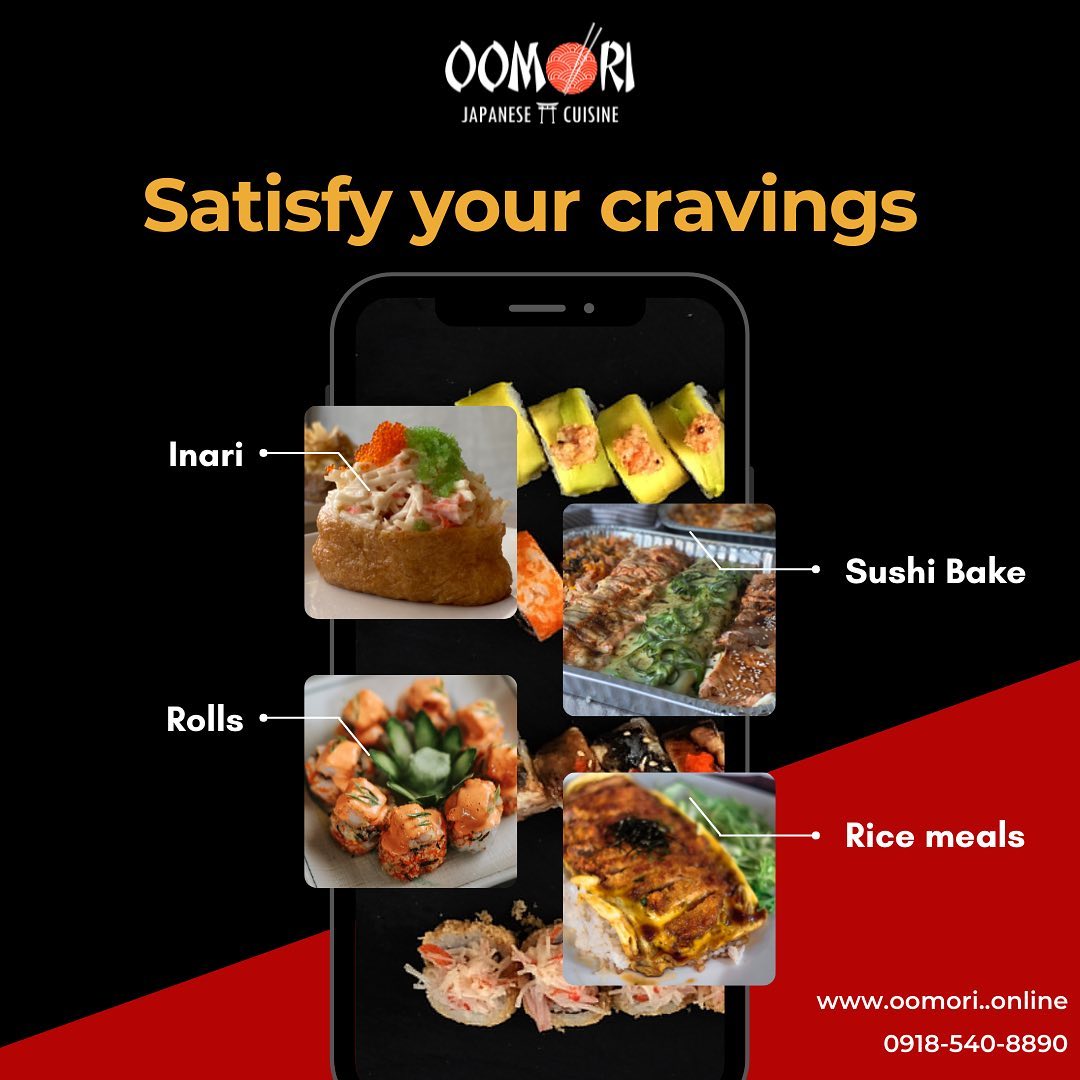 OOMORI
JAPANESE CUISINE
Satisfy your cravings
Inari
Sushi Bake
Rolls
Rice meals
www.oomori..online
0918-540-8890